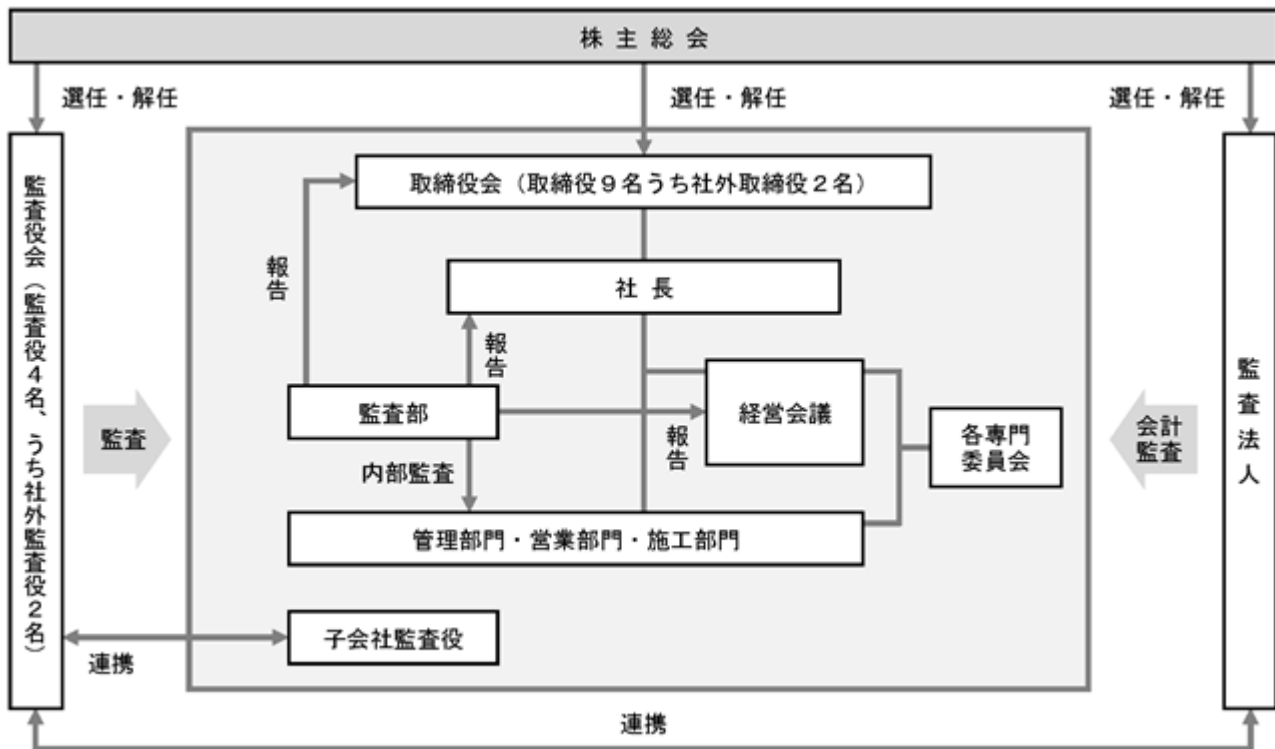 株主総会
選任・解任
選任・解任
選任・解任
監査役会（監査役４名、うち社外監査役２名）
取締役会（取締役９名うち社外取締役２名）
報告
社長
報告
監査部
報告
経営会議
各専門
委員会
監査
会計
監査
監査法人
内部監査
管理部門・営業部門・施工部門
子会社監査役
連携
連携